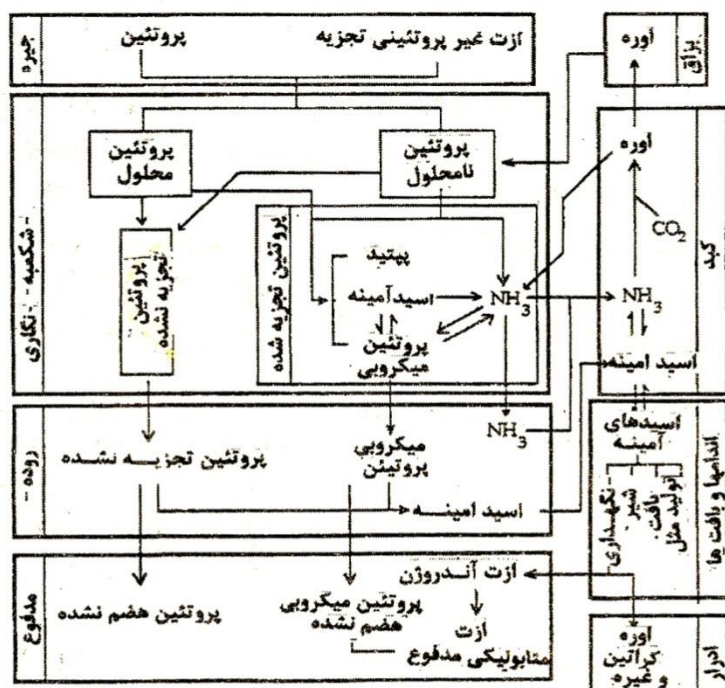 جیره
پروتئین
ازت غیر پروتئینی تجزیه
بزاق
اوره
شکمبه - نگاری
پروتئین
محلول
پروتئین
نامحلول
پروتئین
تجزیه نشده
پروتئین تجزیه شده
پپتید
اسید آمینه
پروتئین
میکروبی
NH3
کبد
اوره
CO2
NH3
اسید امینه
روده -
پروتئین تجزیه نشده
میکروبی
پروتیئن
NH3
اسید امینه
اندامها و بافت ها
اسیدهای
آمینه
-نگهداری
شیر
بافت
تولید مثل
مدفوع
پروتئین هضم نشده
پروتئین میکروبی
هضم نشده
ازت آندروژن
ازت
متابولیکی مدفوع
ادرار
اوره
کراتین
و غیره